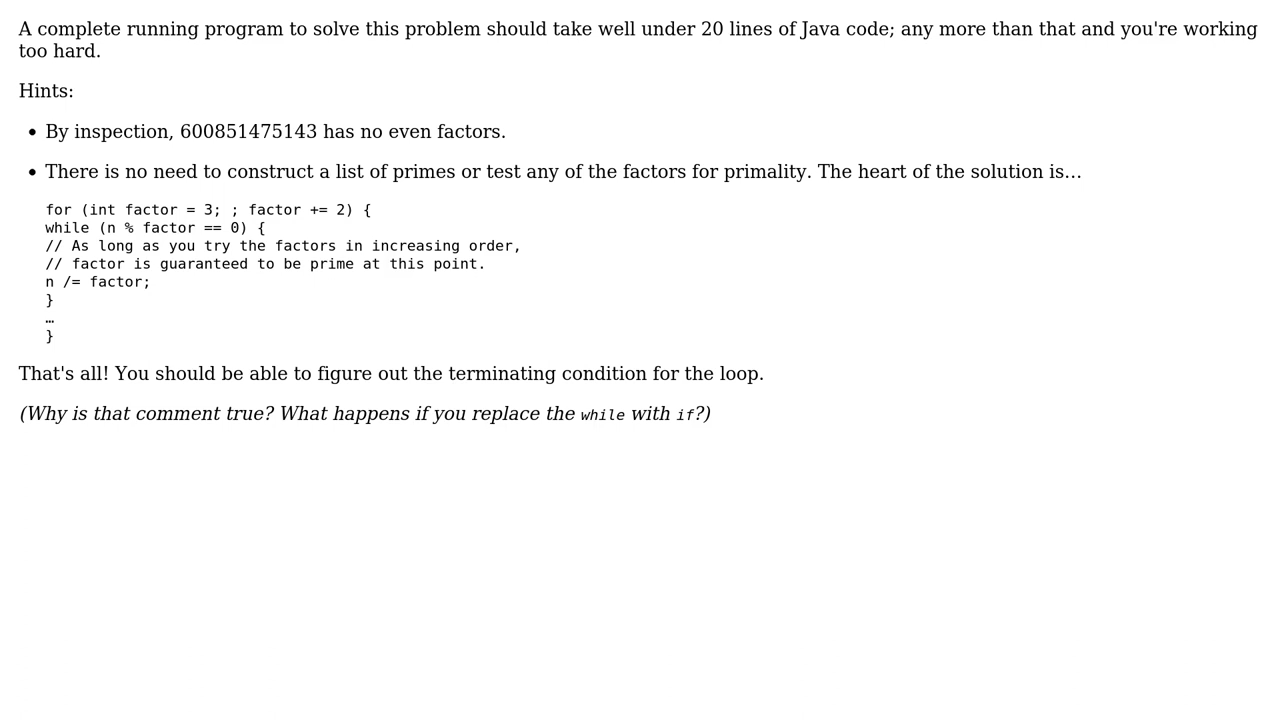 A complete running program to solve this problem should take well under 20 lines of Java code; any more than that and you're working
too hard.
Hints:
• By inspection, 600851475143 has no even factors.
• There is no need to construct a list of primes or test any of the factors for primality. The heart of the solution is…
for (int factor = 3; ; factor += 2) {
while (n % factor == 0) {
// As long as you try the factors in increasing order,
// factor is guaranteed to be prime at this point.
n /= factor;
}
…
}
That's all! You should be able to figure out the terminating condition for the loop.
(Why is that comment true? What happens if you replace the while with if?)